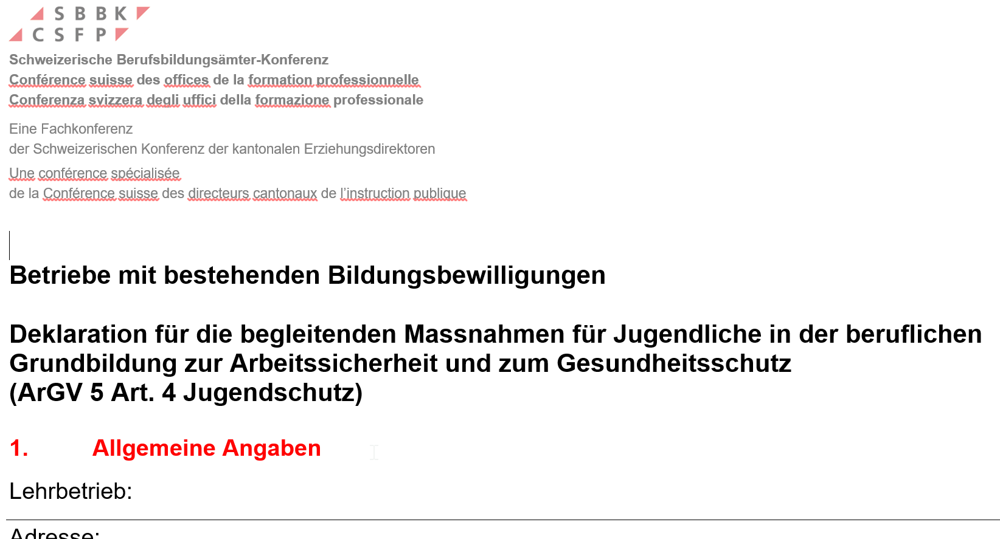 SBBK
CSFP
Schweizerische Berufsbildungsämter-Konferenz
Conférence suisse des offices de la formation professionnelle
Conferenza svizzera degli uffici della formazione professionale
Eine Fachkonferenz
der Schweizerischen Konferenz der kantonalen Erziehungsdirektoren
Une conférence spécialisée
de la Conférence suisse des directeurs cantonaux de l’instruction publique
Betriebe mit bestehenden Bildungsbewilligungen
Deklaration für die begleitenden Massnahmen für Jugendliche in der beruflichen
Grundbildung zur Arbeitssicherheit und zum Gesundheitsschutz
(ArGV 5 Art. 4 Jugendschutz)
1. Allgemeine Angaben
Lehrbetrieb:
Adresse: